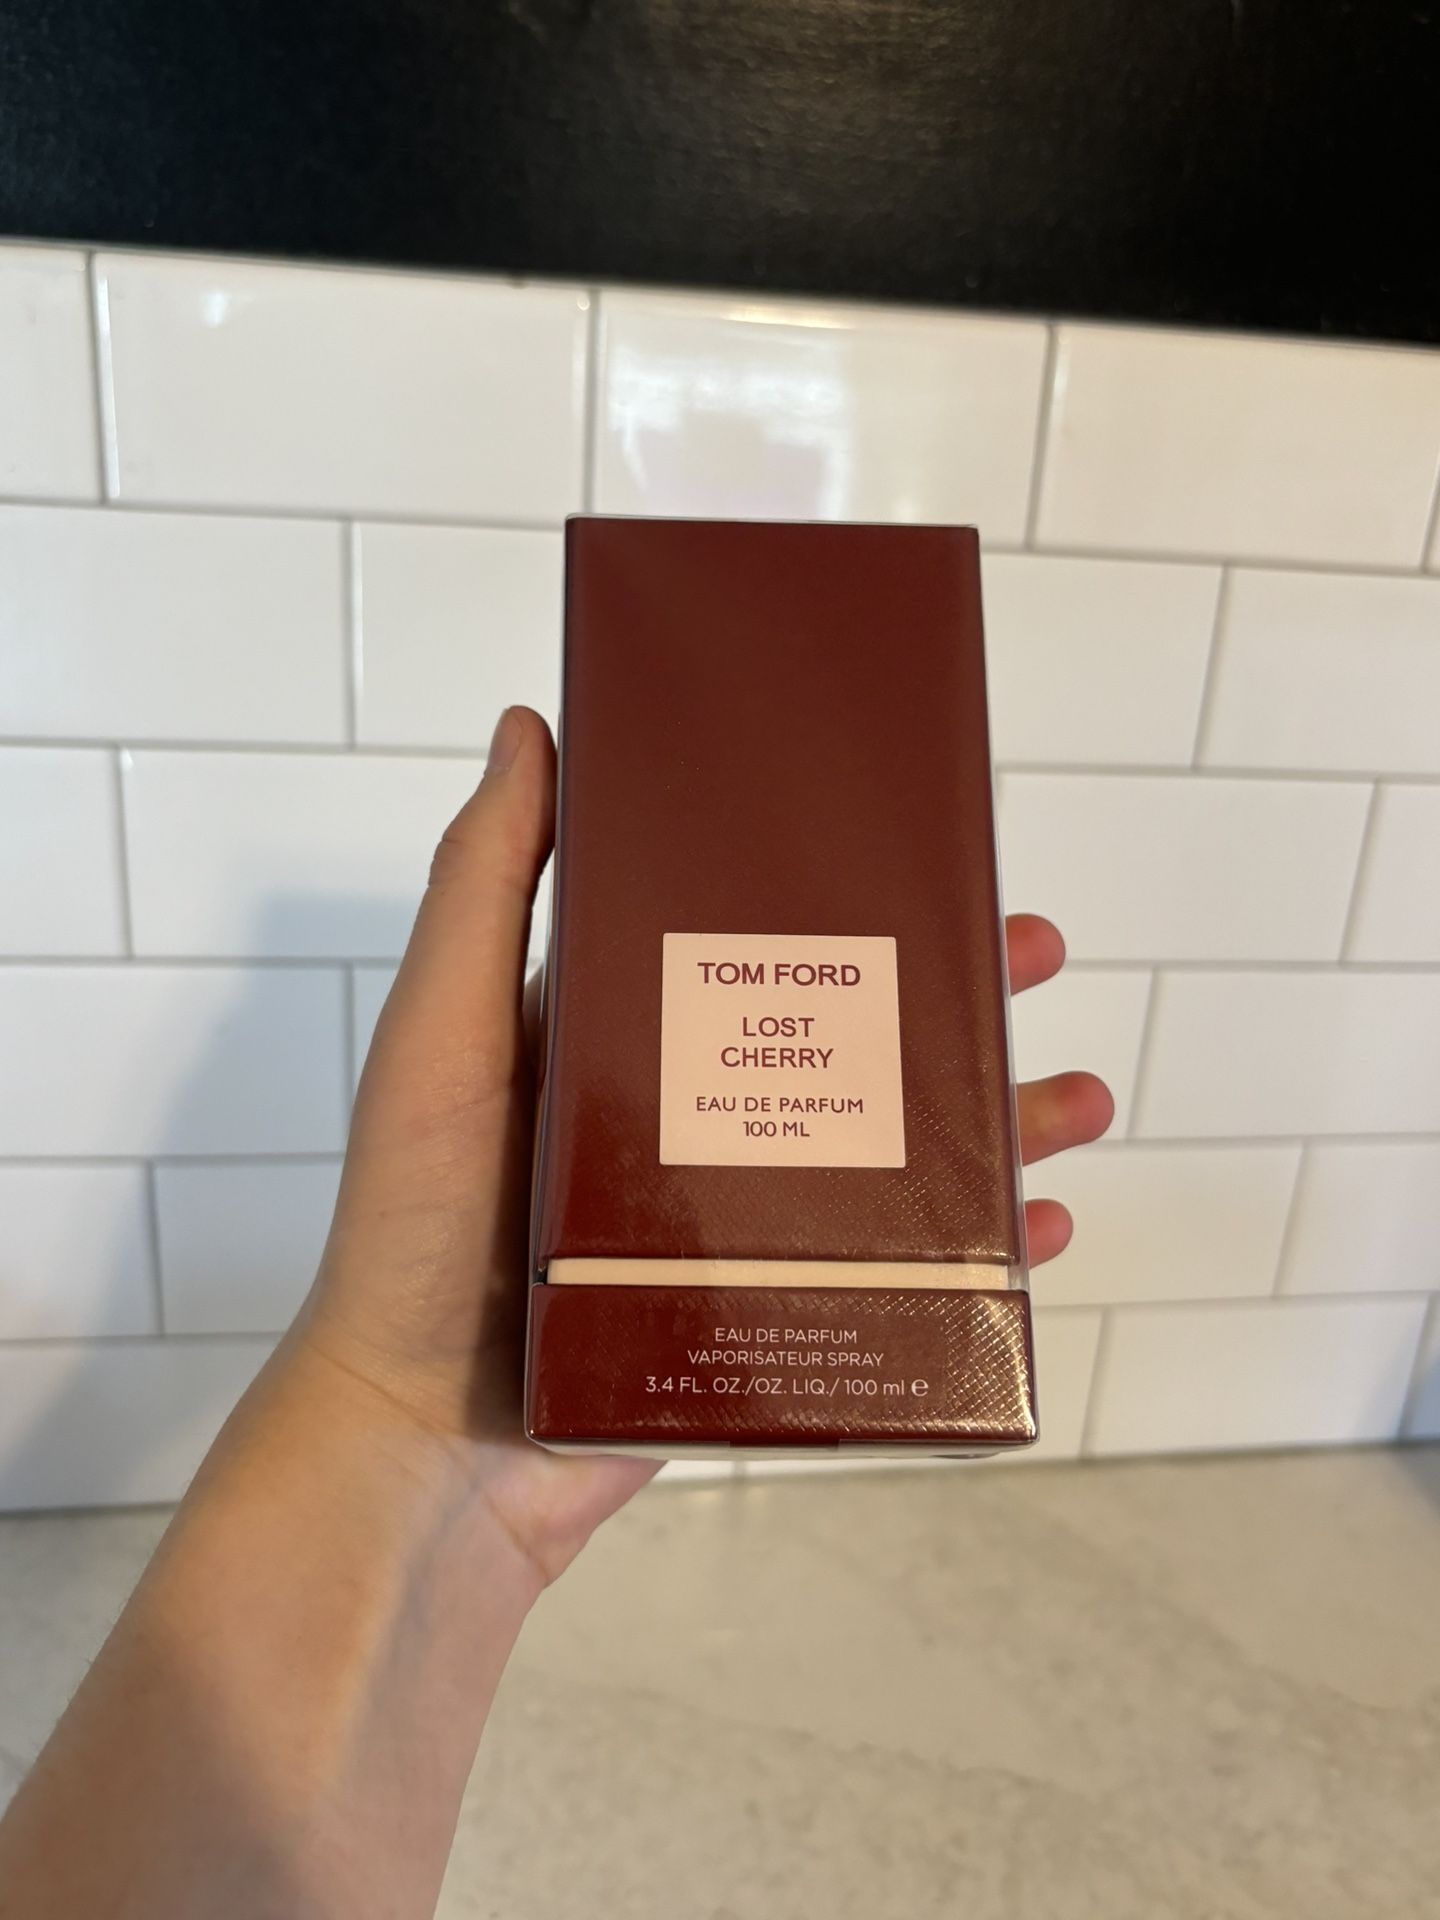 TOM FORD
LOST
CHERRY
EAU DE PARFUM
100 ML
EAU DE PARFUM
VAPORISATEUR SPRAY
3.4 FL. OZ./OZ. LIQ./ 100 ml ℮